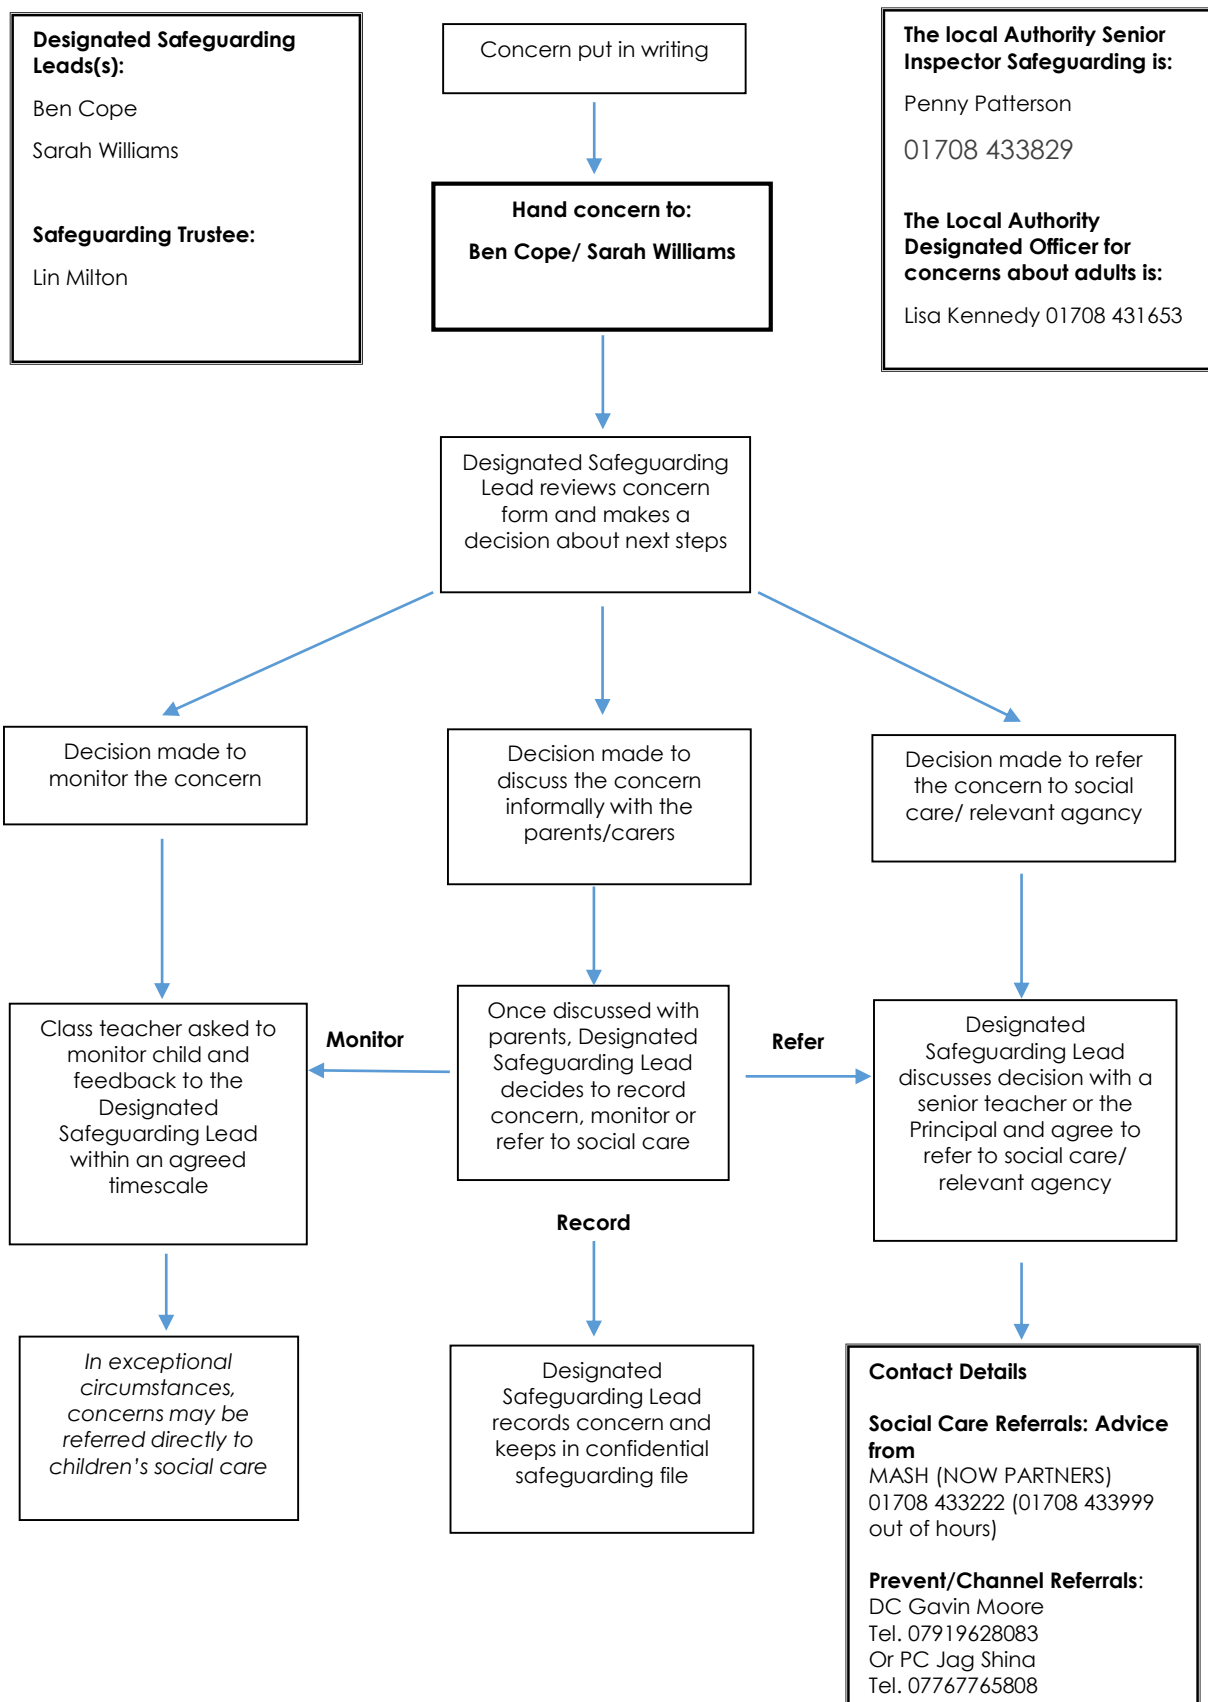 Designated Safeguarding
Leads(s):
Ben Cope
Sarah Williams
Safeguarding Trustee:
Lin Milton
Concern put in writing
The local Authority Senior
Inspector Safeguarding is:
Penny Patterson
01708 433829
The Local Authority
Designated Officer for
concerns about adults is:
Lisa Kennedy 01708 431653
Hand concern to:
Ben Cope/ Sarah Williams
Designated Safeguarding
Lead reviews concern
form and makes a
decision about next steps
Decision made to
monitor the concern
Decision made to
discuss the concern
informally with the
parents/carers
Decision made to refer
the concern to social
care/ relevant agancy
Class teacher asked to
monitor child and
feedback to the
Designated
Safeguarding Lead
within an agreed
timescale
Monitor
Once discussed with
parents, Designated
Safeguarding Lead
decides to record
concern, monitor or
refer to social care
Refer
Designated
Safeguarding Lead
discusses decision with a
senior teacher or the
Principal and agree to
refer to social care/
relevant agency
Record
In exceptional
circumstances,
concerns may be
referred directly to
children’s social care
Designated
Safeguarding Lead
records concern and
keeps in confidential
safeguarding file
Contact Details
Social Care Referrals: Advice
from
MASH (NOW PARTNERS)
01708 433222 (01708 433999
out of hours)
Prevent/Channel Referrals:
DC Gavin Moore
Tel. 07919628083
Or PC Jag Shina
Tel. 07767765808